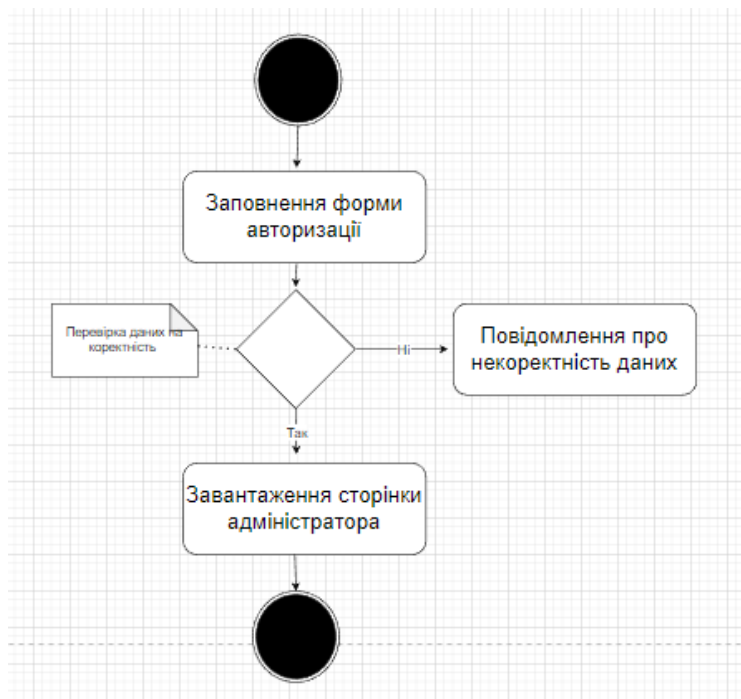 Заповнення форми
авторизації
Перевірка даних на
коректність
Ні
Повідомлення про
некоректність даних
Так
Завантаження сторінки
адміністратора